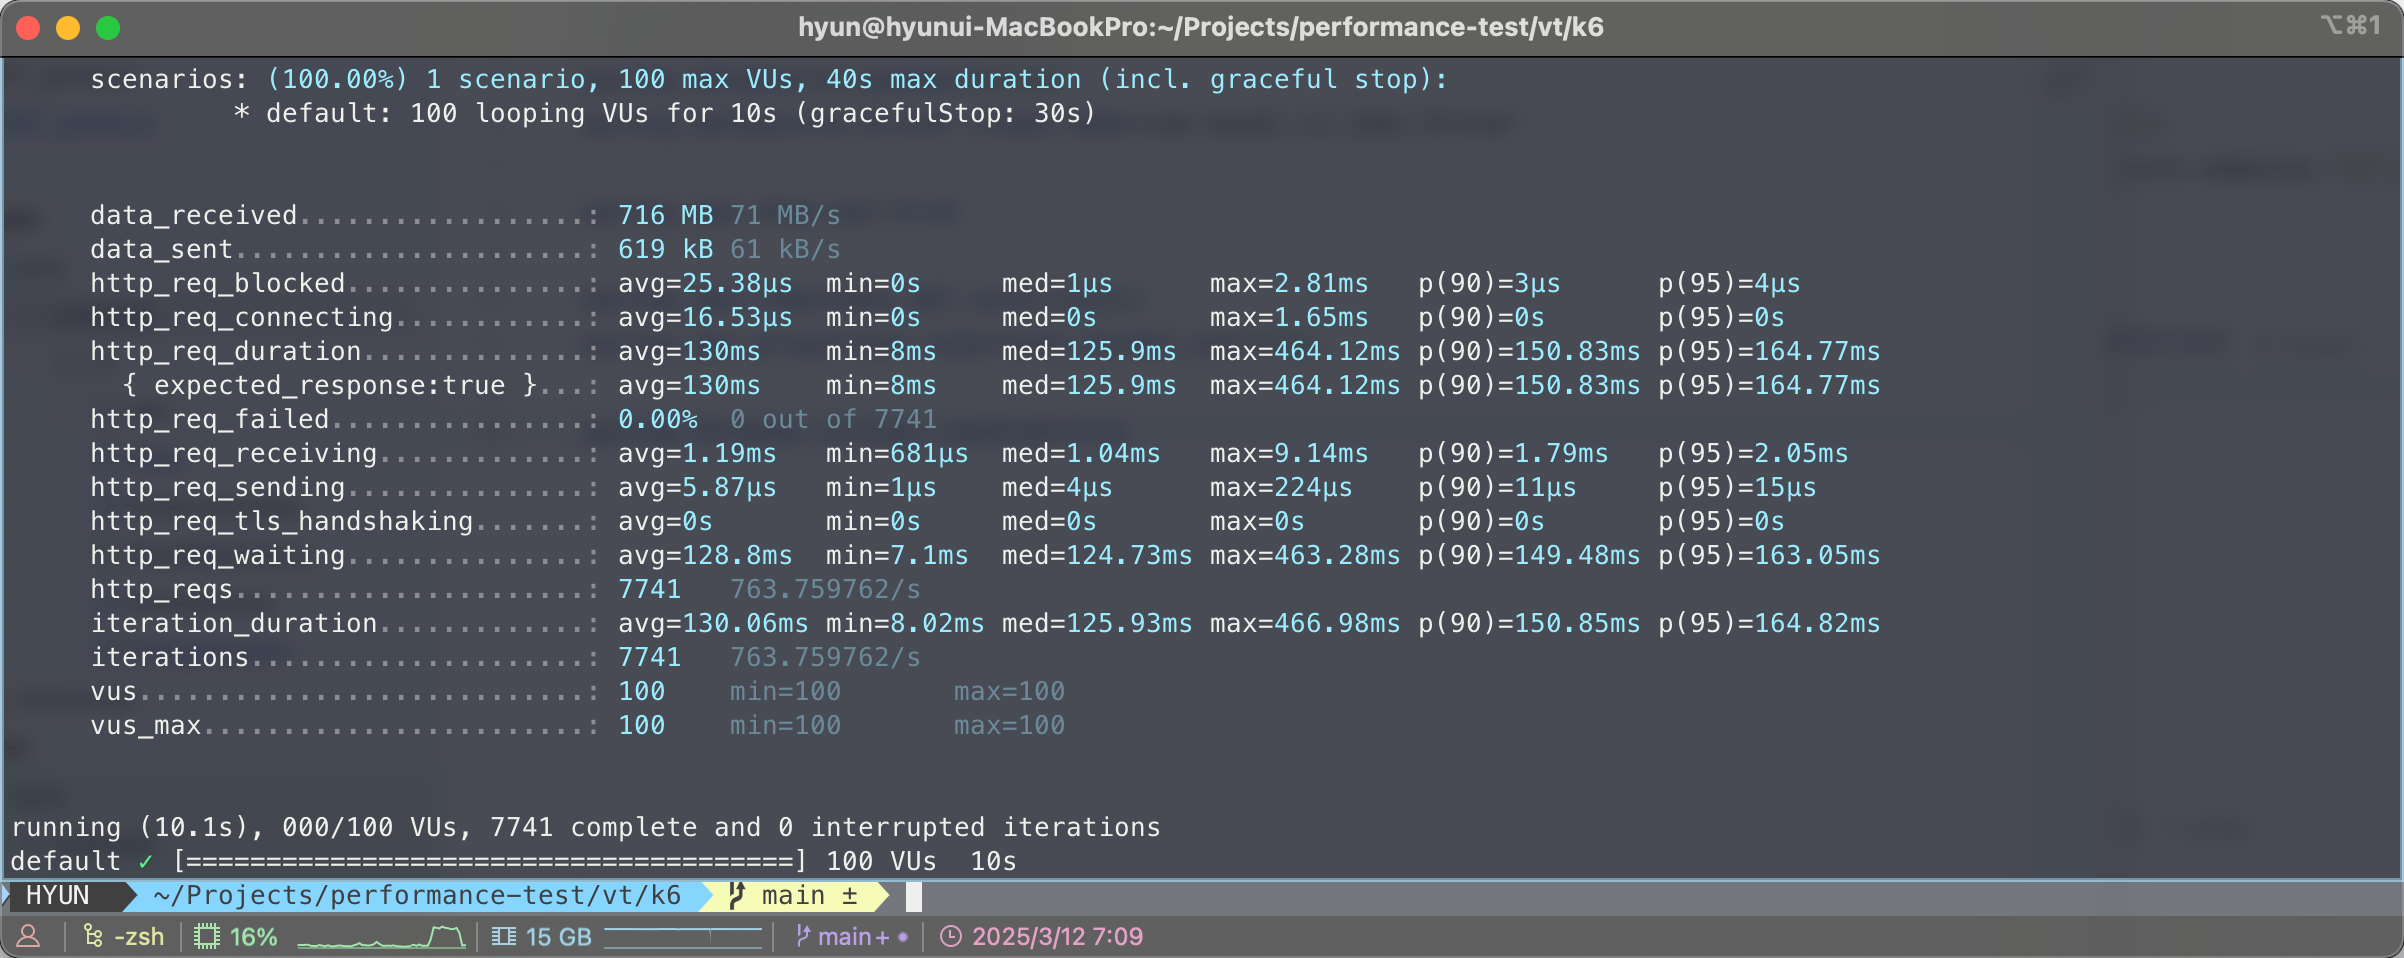 hyun@hyunui-MacBookPro:~/Projects/performance-test/vt/k6 ⌥⌘1
scenarios: (100.00%) 1 scenario, 100 max VUs, 40s max duration (incl. graceful stop):
* default: 100 looping VUs for 10s (gracefulStop: 30s)
data_received..................: 716 MB 71 MB/s
data_sent......................: 619 kB 61 kB/s
http_req_blocked...............: avg=25.38µs min=0s med=1µs max=2.81ms p(90)=3µs p(95)=4µs
http_req_connecting............: avg=16.53µs min=0s med=0s max=1.65ms p(90)=0s p(95)=0s
http_req_duration..............: avg=130ms min=8ms med=125.9ms max=464.12ms p(90)=150.83ms p(95)=164.77ms
{ expected_response:true }...: avg=130ms min=8ms med=125.9ms max=464.12ms p(90)=150.83ms p(95)=164.77ms
http_req_failed................: 0.00% 0 out of 7741
http_req_receiving.............: avg=1.19ms min=681µs med=1.04ms max=9.14ms p(90)=1.79ms p(95)=2.05ms
http_req_sending...............: avg=5.87µs min=1µs med=4µs max=224µs p(90)=11µs p(95)=15µs
http_req_tls_handshaking.......: avg=0s min=0s med=0s max=0s p(90)=0s p(95)=0s
http_req_waiting...............: avg=128.8ms min=7.1ms med=124.73ms max=463.28ms p(90)=149.48ms p(95)=163.05ms
http_reqs......................: 7741 763.759762/s
iteration_duration.............: avg=130.06ms min=8.02ms med=125.93ms max=466.98ms p(90)=150.85ms p(95)=164.82ms
iterations.....................: 7741 763.759762/s
vus............................: 100 min=100 max=100
vus_max........................: 100 min=100 max=100
running (10.1s), 000/100 VUs, 7741 complete and 0 interrupted iterations
default ✓ [======================================] 100 VUs 10s
HYUN ~/Projects/performance-test/vt/k6 main ±
-zsh 16% 15 GB main+ • 2025/3/12 7:09